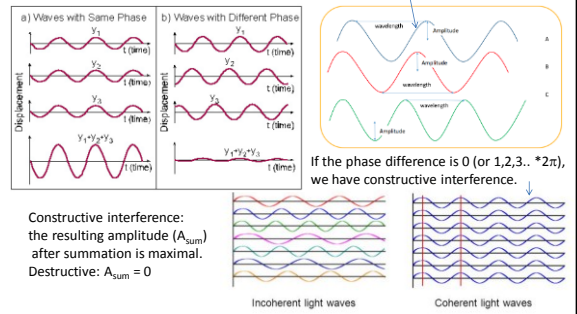 a) Waves with Same Phase
b) Waves with Different Phase
Displacement
y₁
t (time)
y₂
t (time)
y₃
t (time)
y₁+y₂+y₃
t (time)
Displacement
y₁
t (time)
y₂
t (time)
y₃
t (time)
y₁+y₂+y₃
t (time)
wavelength
Amplitude
A
Amplitude
B
wavelength
C
wavelength
Amplitude
If the phase difference is 0 (or 1,2,3.. *2π),
we have constructive interference.
Constructive interference:
the resulting amplitude (Aₛᵤₘ)
after summation is maximal.
Destructive: Aₛᵤₘ = 0
Incoherent light waves
Coherent light waves